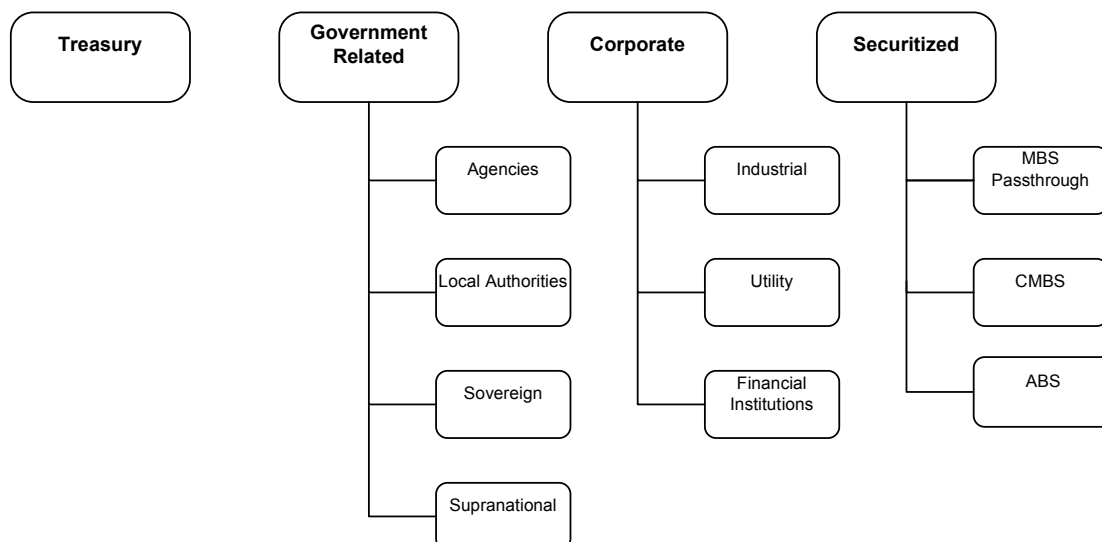 Treasury
Government
Related
Corporate
Securitized
Agencies
Industrial
MBS
Passthrough
Local Authorities
Utility
CMBS
Sovereign
Financial
Institutions
ABS
Supranational